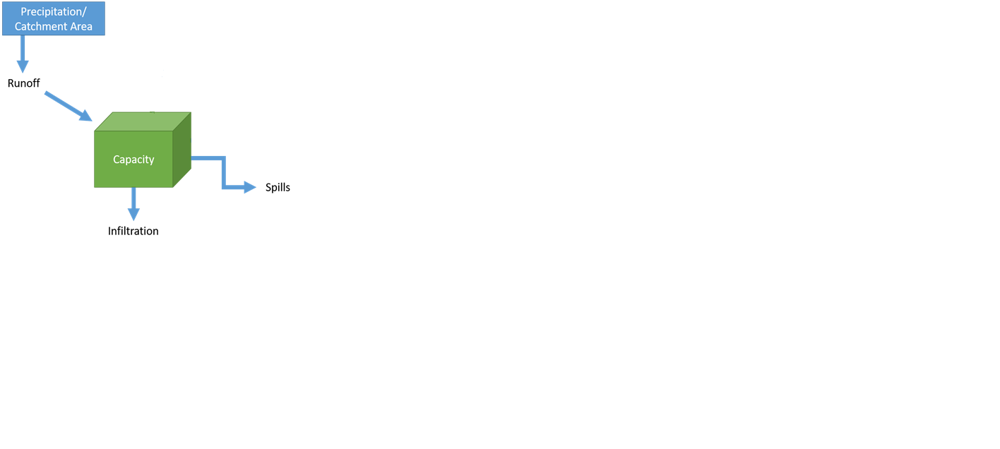 Precipitation/
Catchment Area
Runoff
Capacity
Spills
Infiltration